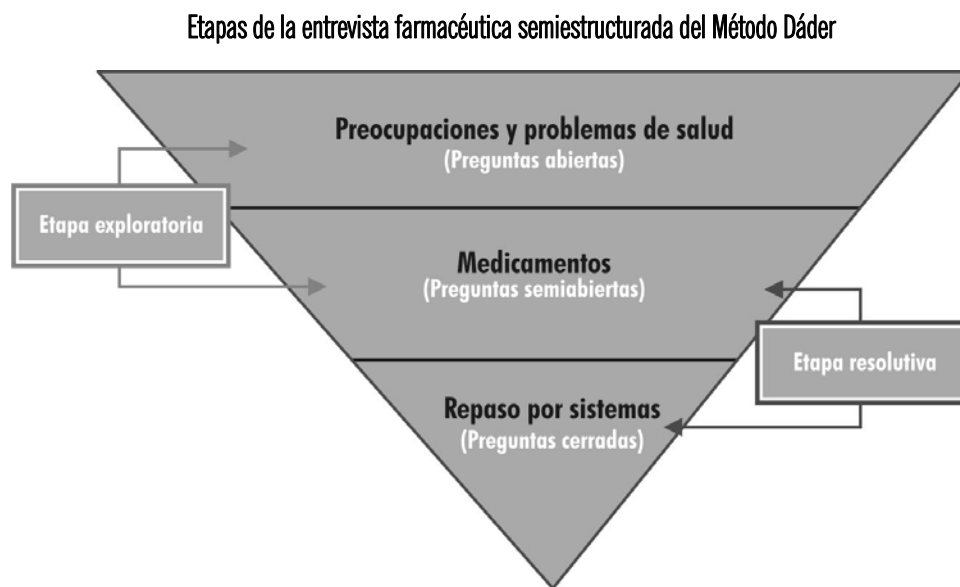 Etapas de la entrevista farmacéutica semiestructurada del Método Dáder
Preocupaciones y problemas de salud
(Preguntas abiertas)
Etapa exploratoria
Medicamentos
(Preguntas semiabiertas)
Etapa resolutiva
Repaso por sistemas
(Preguntas cerradas)